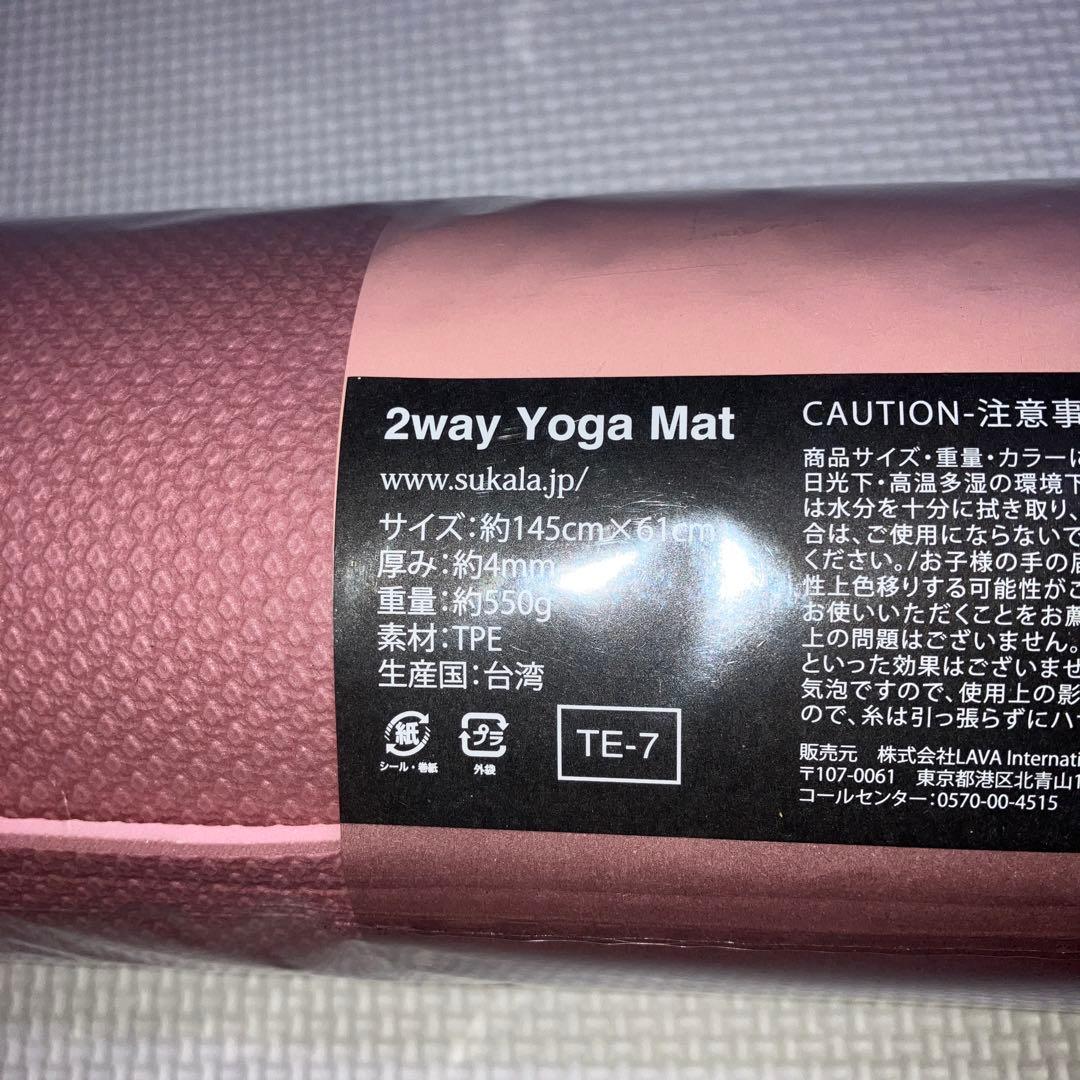 2way Yoga Mat
www.sukala.jp/
サイズ：約145cm×61cm
厚み：約4mm
重量：約550g
素材：TPE
生産国：台湾
紙
シール・巻紙
プラ
外袋
TE-7
CAUTION-注意事
商品サイズ・重量・カラーに
日光下・高温多湿の環境下
は水分を十分に拭き取り、
合は、ご使用にならないで
ください。/お子様の手の届
性上色移りする可能性がご
お使いいただくことをお薦
上の問題はございません。
といった効果はございませ
気泡ですので、使用上の影
ので、糸は引っ張らずにハ
販売元　株式会社LAVA Internati
〒107-0061　東京都港区北青山1
コールセンター：0570-00-4515